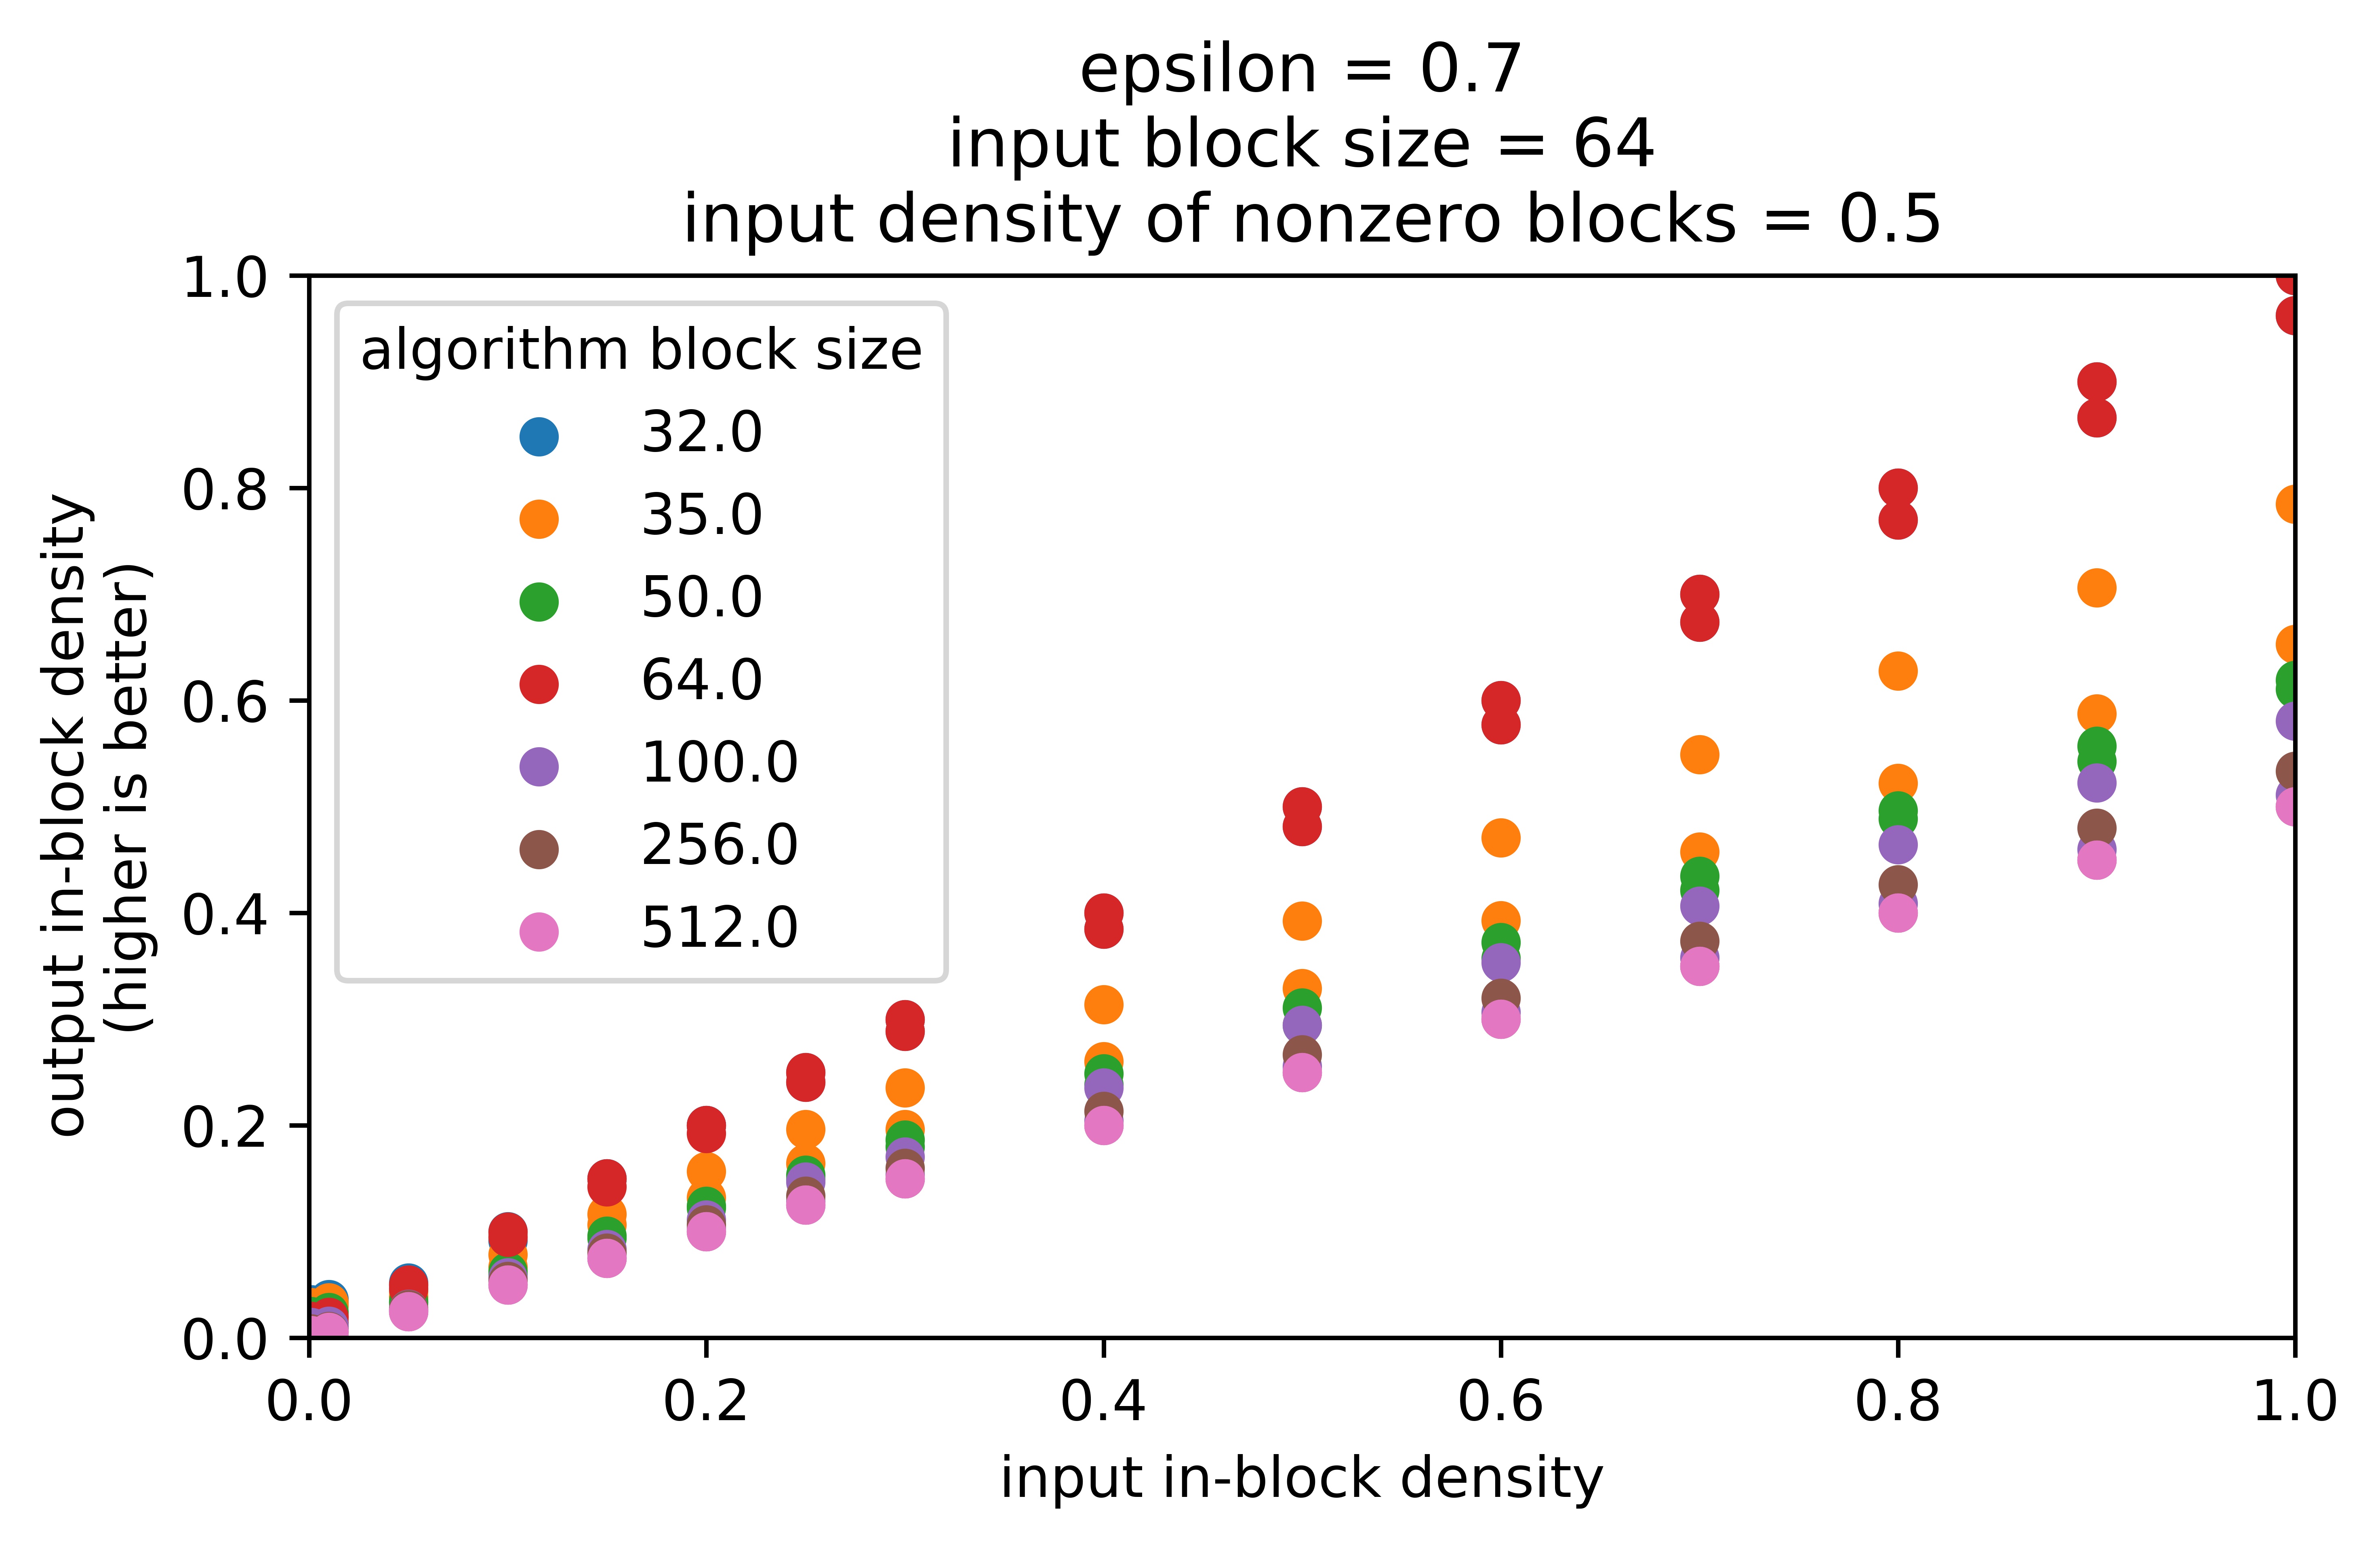 epsilon = 0.7
input block size = 64
input density of nonzero blocks = 0.5
1.0
0.8
0.6
0.4
0.2
0.0
output in-block density
(higher is better)
algorithm block size
32.0
35.0
50.0
64.0
100.0
256.0
512.0
0.0
0.2
0.4
0.6
0.8
1.0
input in-block density